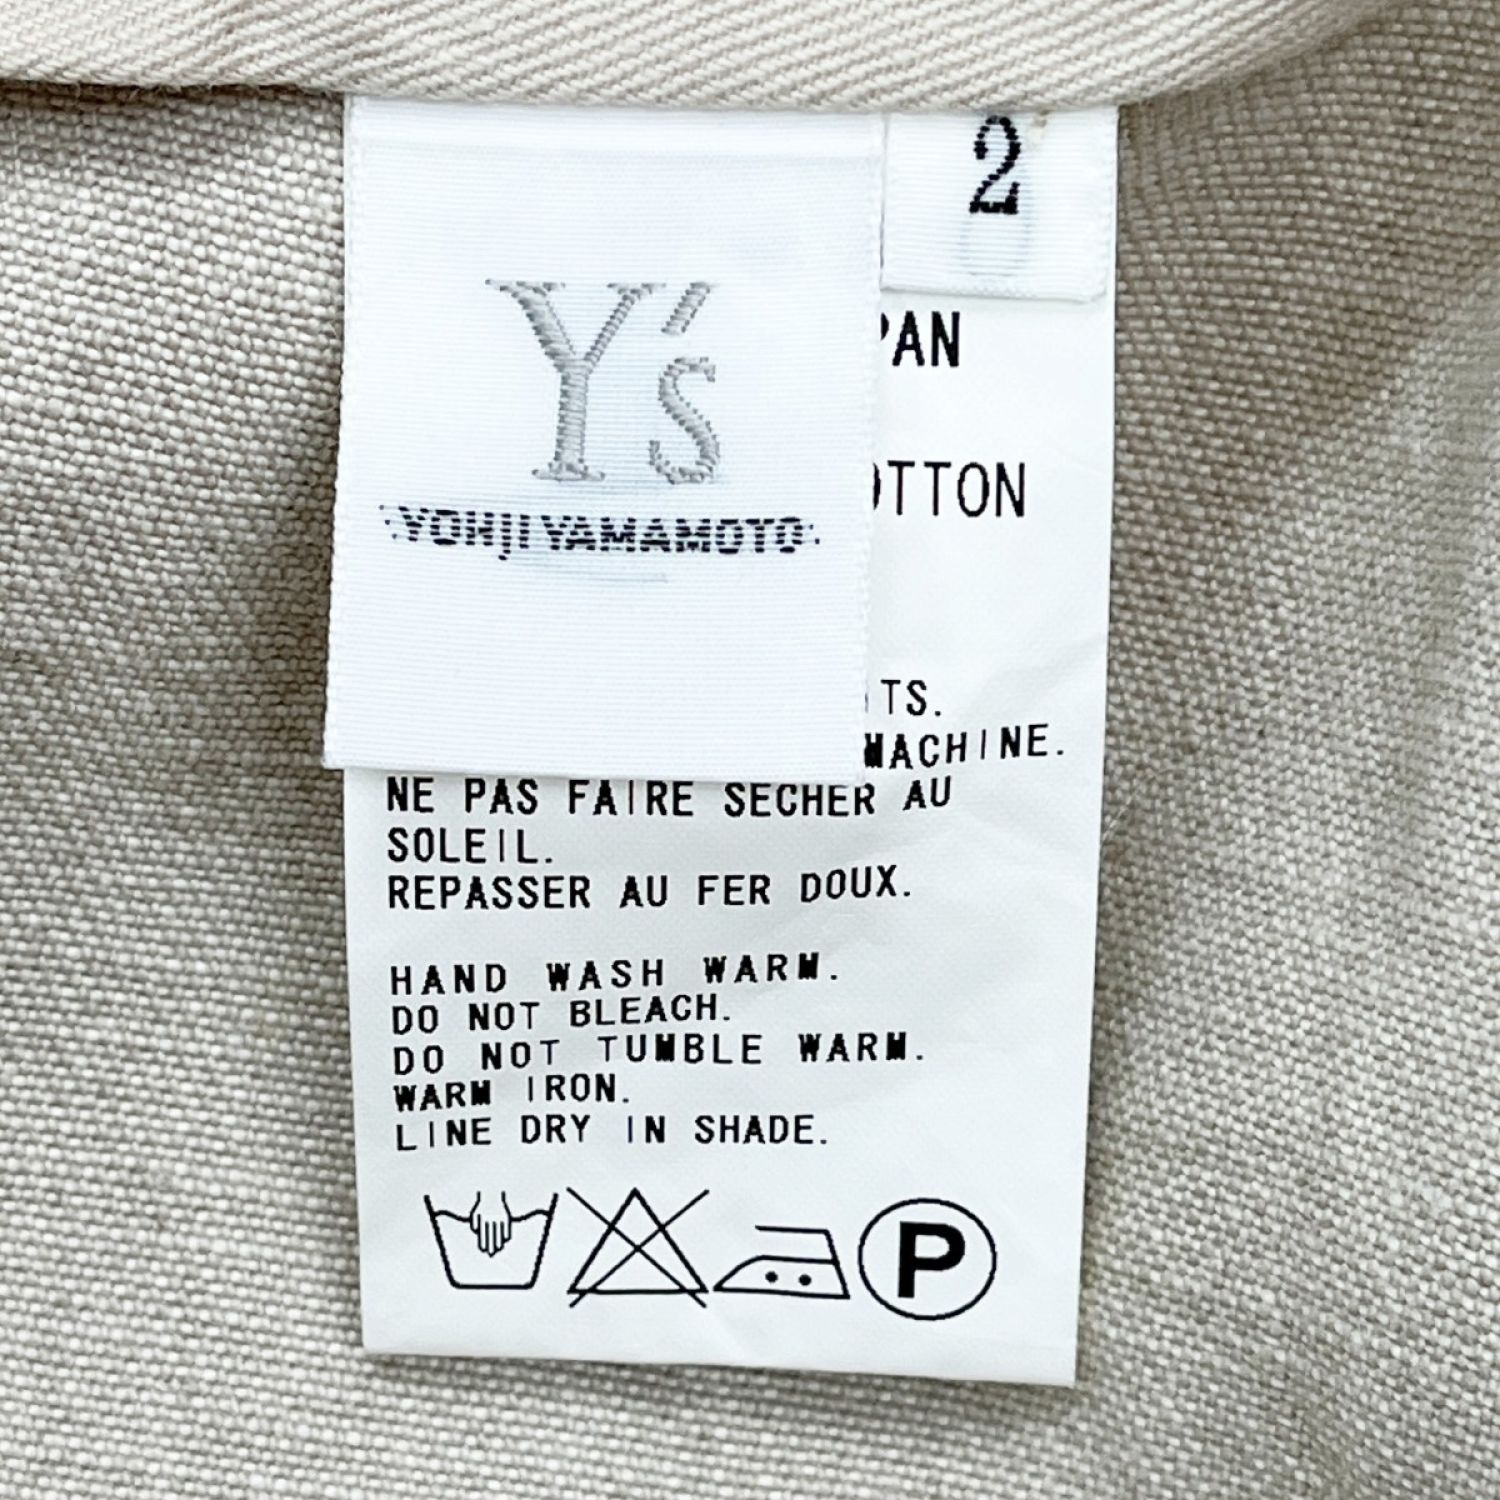 2
Y's
YOHJI YAMAMOTO
PAN
OTTON
TS.
MACHINE.
NE PAS FAIRE SECHER AU
SOLEIL.
REPASSER AU FER DOUX.
HAND WASH WARM.
DO NOT BLEACH.
DO NOT TUMBLE WARM.
WARM IRON.
LINE DRY IN SHADE.
P